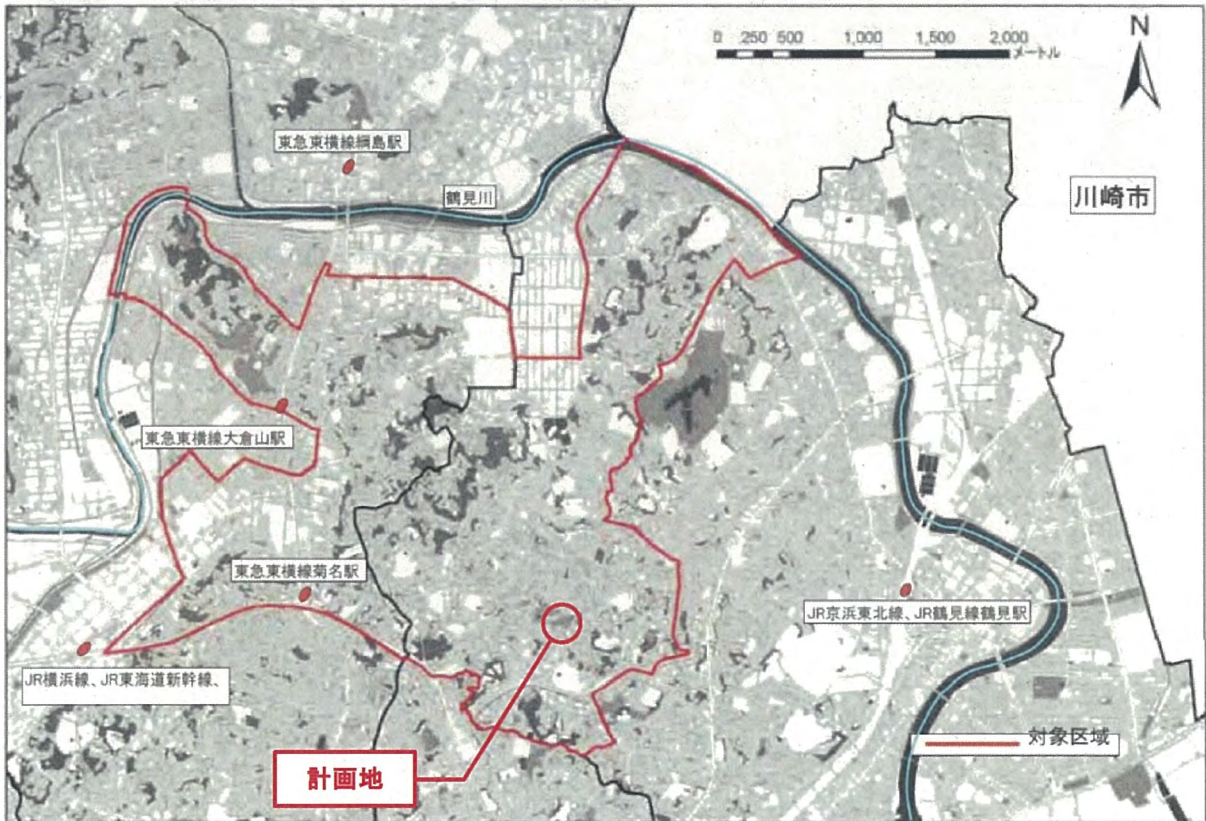 0 250 500 1,000 1,500 2,000
メートル
N
東急東横線綱島駅
鶴見川
川崎市
東急東横線大倉山駅
東急東横線菊名駅
JR京浜東北線、JR鶴見線鶴見駅
JR横浜線、JR東海道新幹線、
対象区域
計画地